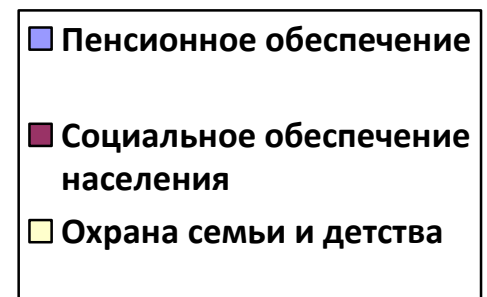 Пенсионное обеспечение
Социальное обеспечение
населения
Охрана семьи и детства